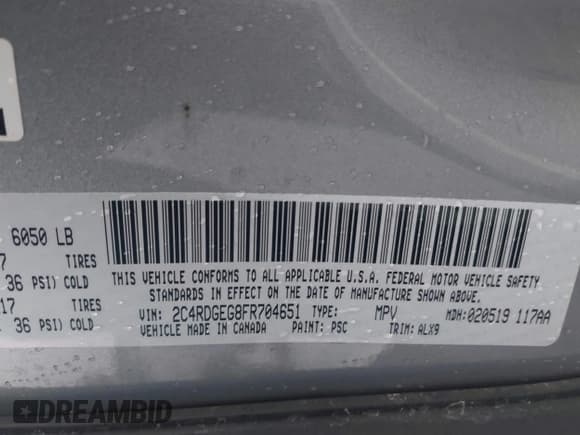 6050 LB
7 TIRES
36 PSI) COLD
17 TIRES
36 PSI) COLD
THIS VEHICLE CONFORMS TO ALL APPLICABLE U.S.A. FEDERAL MOTOR VEHICLE SAFETY
STANDARDS IN EFFECT ON THE DATE OF MANUFACTURE SHOWN ABOVE.
VIN: 2C4RDGEG8FR704651 TYPE: MPV MDH: 020519 117AA
VEHICLE MADE IN CANADA PAINT: PSC TRIM: ALX9
DREAMBID